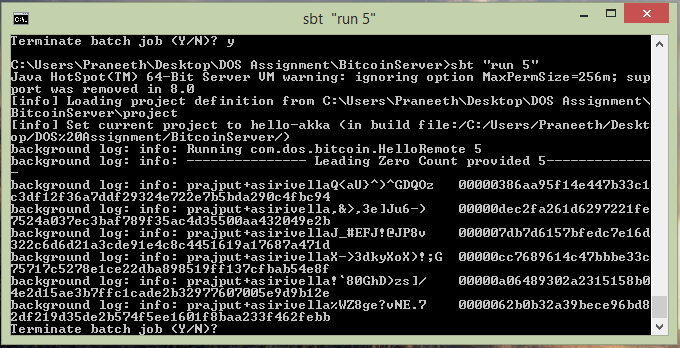 sbt "run 5"
Terminate batch job (Y/N)? y
C:\Users\Praneeth\Desktop\DOS Assignment\BitcoinServer>sbt "run 5"
Java HotSpot(TM) 64-Bit Server VM warning: ignoring option MaxPermSize=256m; sup
port was removed in 8.0
[info] Loading project definition from C:\Users\Praneeth\Desktop\DOS Assignment\
BitcoinServer\project
[info] Set current project to hello-akka (in build file:/C:/Users/Praneeth/Deskt
op/DOS%20Assignment/BitcoinServer/)
background log: info: Running com.dos.bitcoin.HelloRemote 5
background log: info: --------------- Leading Zero Count provided 5-------------
-
background log: info: prajput+asirivellaQ<aU>^)^GDQOz   00000386aa95f14e447b33c1
c3df12f36a7ddf29324e722e7b5bda290c4fbc94
background log: info: prajput+asirivella,&>,3e]Ju6-)   00000dec2fa261d6297221fe
7524a037ec3baf789f35ac4d35500aa432049e2b
background log: info: prajput+asirivellaJ_#EFJ!@JP8v   000007db7d6157bfedc7e16d
322c6d6d21a3cde91e4c8c4451619a17687a471d
background log: info: prajput+asirivellaX->3dkyXoX)!;G  00000cc7689614c47bbbe33c
75717c5278e1ce22dba898519ff137cfbab54e8f
background log: info: prajput+asirivella!`80GhD)zs]/   00000a06489302a2315158b0
4e2d15ae3b7ffc1cade2b32977607005e9d9b12e
background log: info: prajput+asirivella%WZ8ge?vNE.7   0000062b0b32a39bece96bd8
2df219d35de2b574f5ee1601f8baa233f462febb
Terminate batch job (Y/N)?